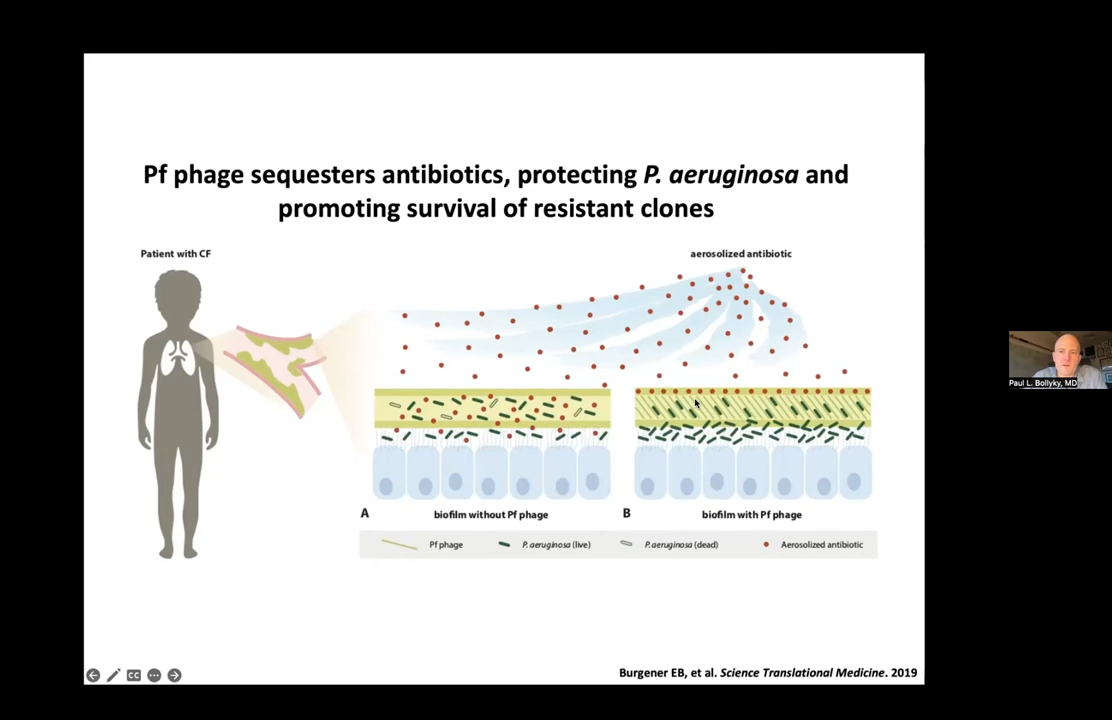 Pf phage sequesters antibiotics, protecting P. aeruginosa and
promoting survival of resistant clones
Patient with CF
aerosolized antibiotic
A biofilm without Pf phage
B biofilm with Pf phage
Pf phage
P. aeruginosa (live)
P. aeruginosa (dead)
Aerosolized antibiotic
Paul L. Bollyky, MD
CC
Burgener EB, et al. Science Translational Medicine. 2019